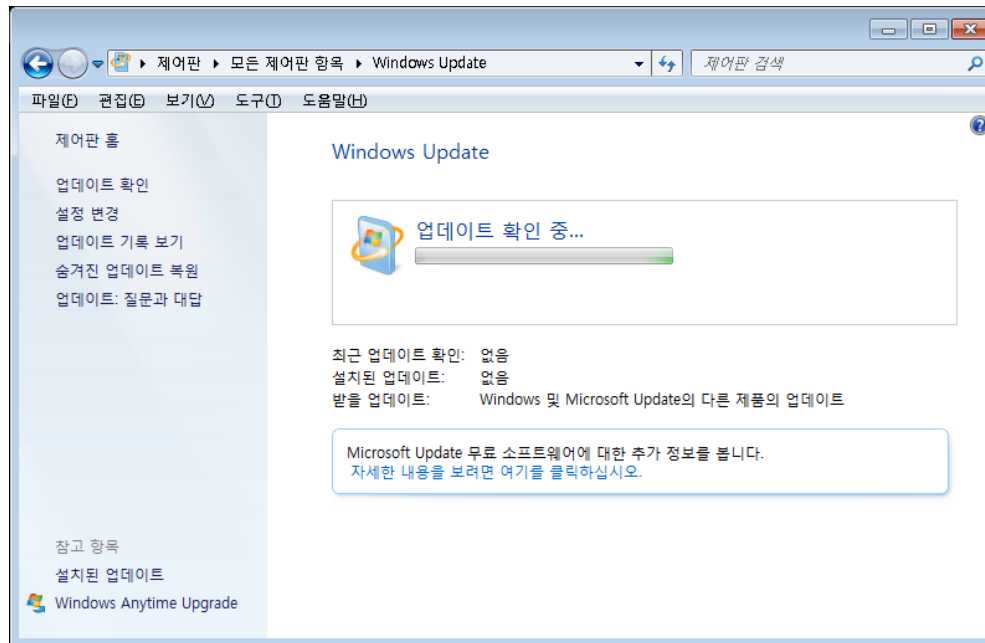 제어판 ▸ 모든 제어판 항목 ▸ Windows Update
제어판 검색
파일(F) 편집(E) 보기(V) 도구(T) 도움말(H)
제어판 홈
업데이트 확인
설정 변경
업데이트 기록 보기
숨겨진 업데이트 복원
업데이트: 질문과 대답
Windows Update
업데이트 확인 중...
최근 업데이트 확인: 없음
설치된 업데이트: 없음
받을 업데이트: Windows 및 Microsoft Update의 다른 제품의 업데이트
Microsoft Update 무료 소프트웨어에 대한 추가 정보를 봅니다.
자세한 내용을 보려면 여기를 클릭하십시오.
참고 항목
설치된 업데이트
Windows Anytime Upgrade